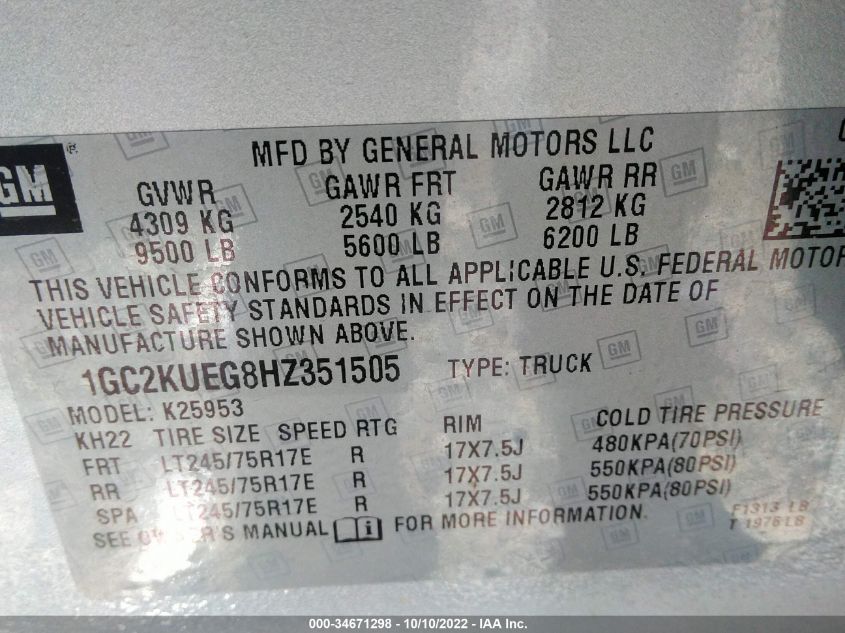 GM ®
MFD BY GENERAL MOTORS LLC
GVWR GAWR FRT GAWR RR
4309 KG 2540 KG 2812 KG
9500 LB 5600 LB 6200 LB
THIS VEHICLE CONFORMS TO ALL APPLICABLE U.S. FEDERAL MOTOR
VEHICLE SAFETY STANDARDS IN EFFECT ON THE DATE OF
MANUFACTURE SHOWN ABOVE.
1GC2KUEG8HZ351505 TYPE: TRUCK
MODEL: K25953
KH22 TIRE SIZE SPEED RTG RIM COLD TIRE PRESSURE
FRT LT245/75R17E R 17X7.5J 480KPA(70PSI)
RR LT245/75R17E R 17X7.5J 550KPA(80PSI)
SPA LT245/75R17E R 17X7.5J 550KPA(80PSI)
SEE OWNER'S MANUAL FOR MORE INFORMATION. F1313 LB
T 1976LB
000-34671298 - 10/10/2022 - IAA Inc.